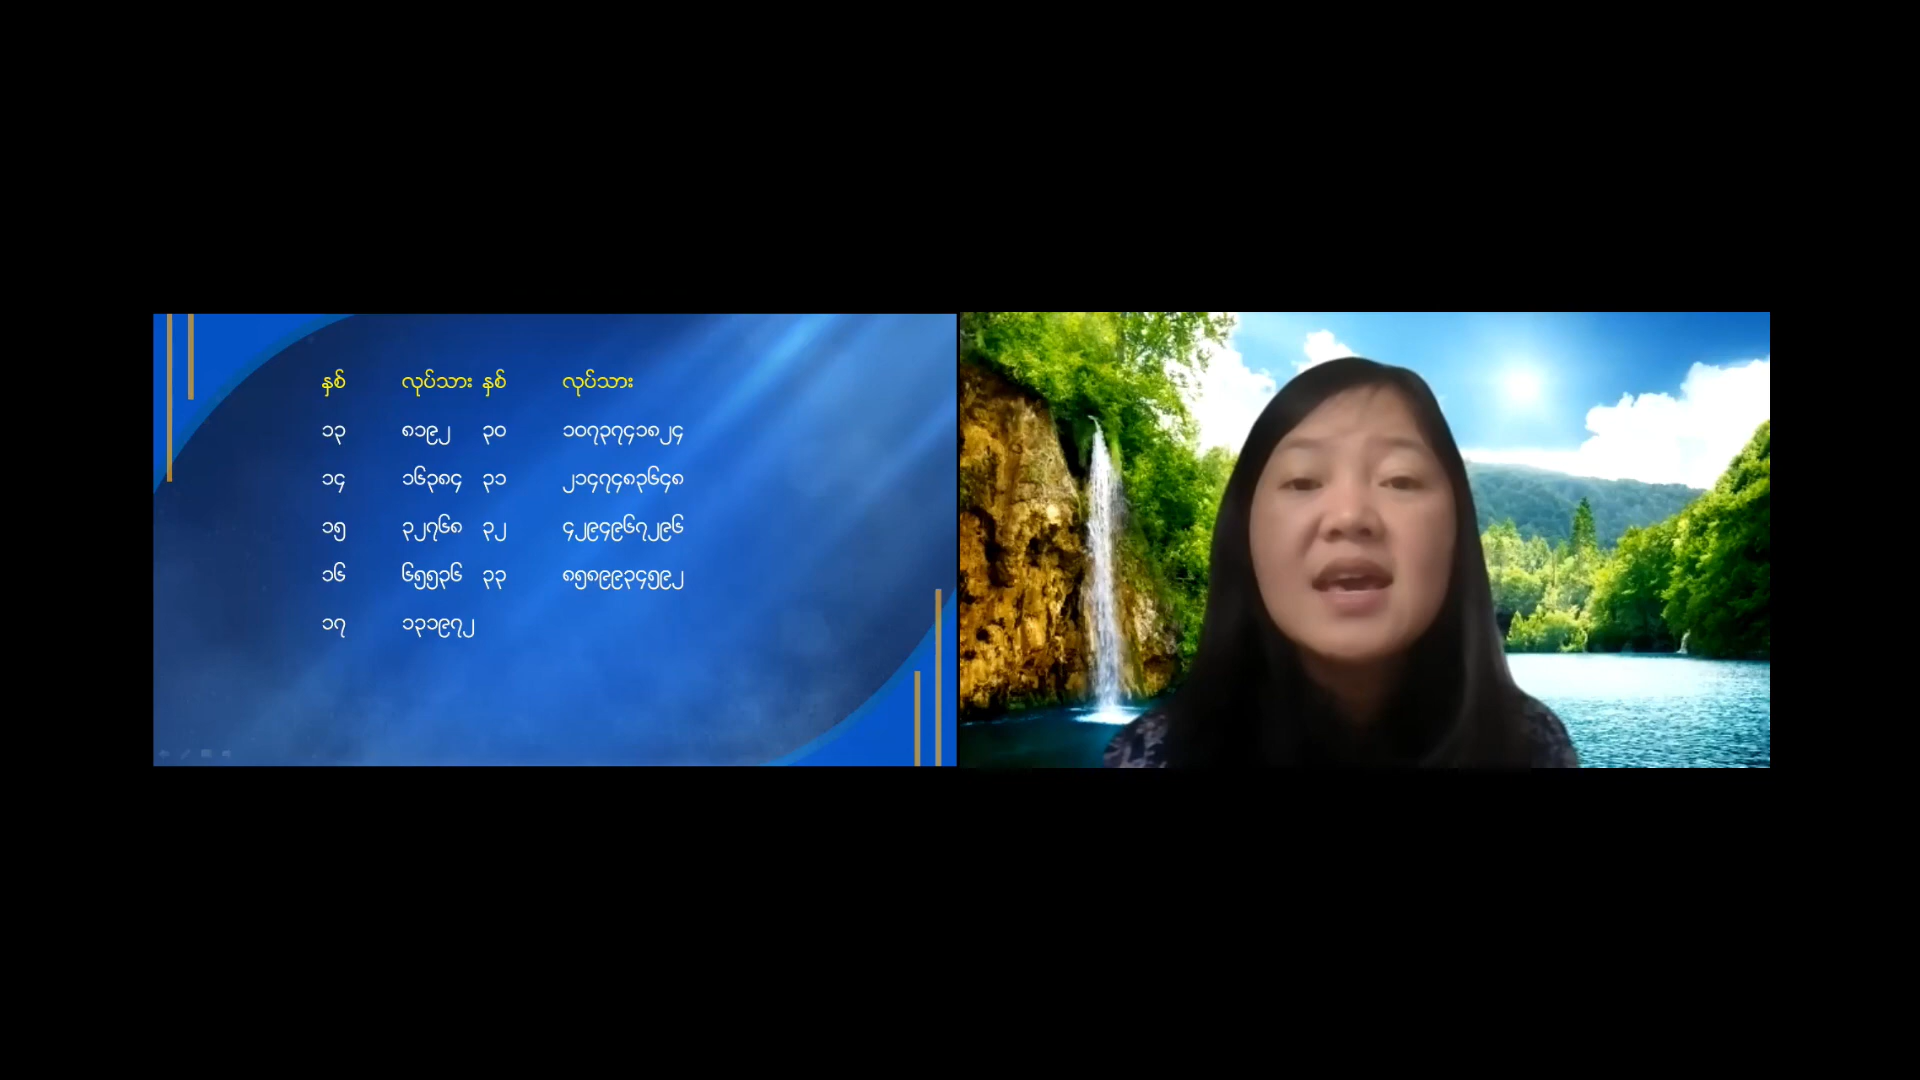 နှစ် လုပ်သား နှစ် လုပ်သား
၁၃ ၈၁၉၂ ၃၀ ၁၀၇၃၇၄၁၈၂၄
၁၄ ၁၆၃၈၄ ၃၁ ၂၁၄၇၄၈၃၆၄၈
၁၅ ၃၂၇၆၈ ၃၂ ၄၂၉၄၉၆၇၂၉၆
၁၆ ၆၅၅၃၆ ၃၃ ၈၅၈၉၉၃၄၅၉၂
၁၇ ၁၃၁၉၇၂